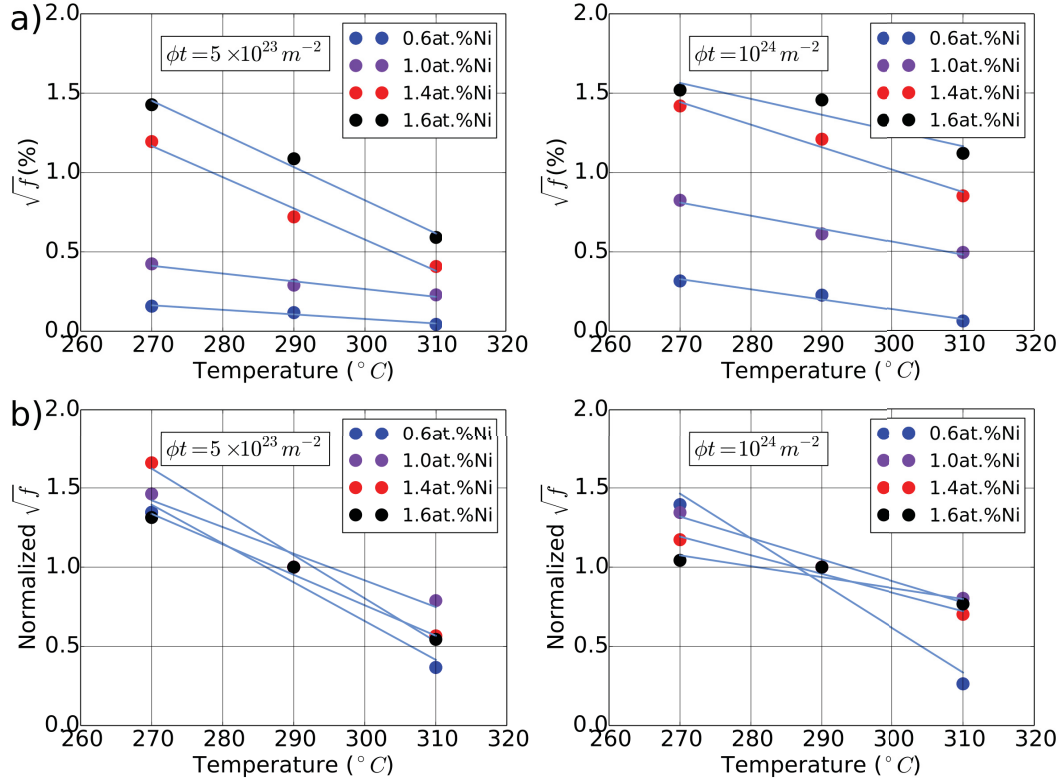 a)
2.0
1.5
1.0
0.5
0.0
√f (%)
ϕt = 5 ×10²³ m⁻²
0.6at.%Ni
1.0at.%Ni
1.4at.%Ni
1.6at.%Ni
260 270 280 290 300 310 320
Temperature (°C)
2.0
1.5
1.0
0.5
0.0
√f (%)
ϕt = 10²⁴ m⁻²
0.6at.%Ni
1.0at.%Ni
1.4at.%Ni
1.6at.%Ni
260 270 280 290 300 310 320
Temperature (°C)
b)
2.0
1.5
1.0
0.5
0.0
Normalized √f
ϕt = 5 ×10²³ m⁻²
0.6at.%Ni
1.0at.%Ni
1.4at.%Ni
1.6at.%Ni
260 270 280 290 300 310 320
Temperature (°C)
2.0
1.5
1.0
0.5
0.0
Normalized √f
ϕt = 10²⁴ m⁻²
0.6at.%Ni
1.0at.%Ni
1.4at.%Ni
1.6at.%Ni
260 270 280 290 300 310 320
Temperature (°C)